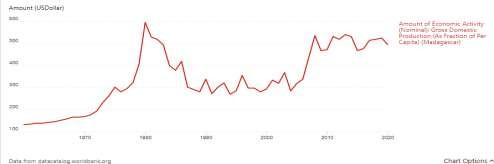 Amount (USDollar)
600
500
400
300
200
100
1970
1980
1990
2000
2010
2020
Amount of Economic Activity
(Nominal): Gross Domestic
Production (As Fraction of Per
Capita) (Madagascar)
Data from datacatalog.worldbank.org
Chart Options ^